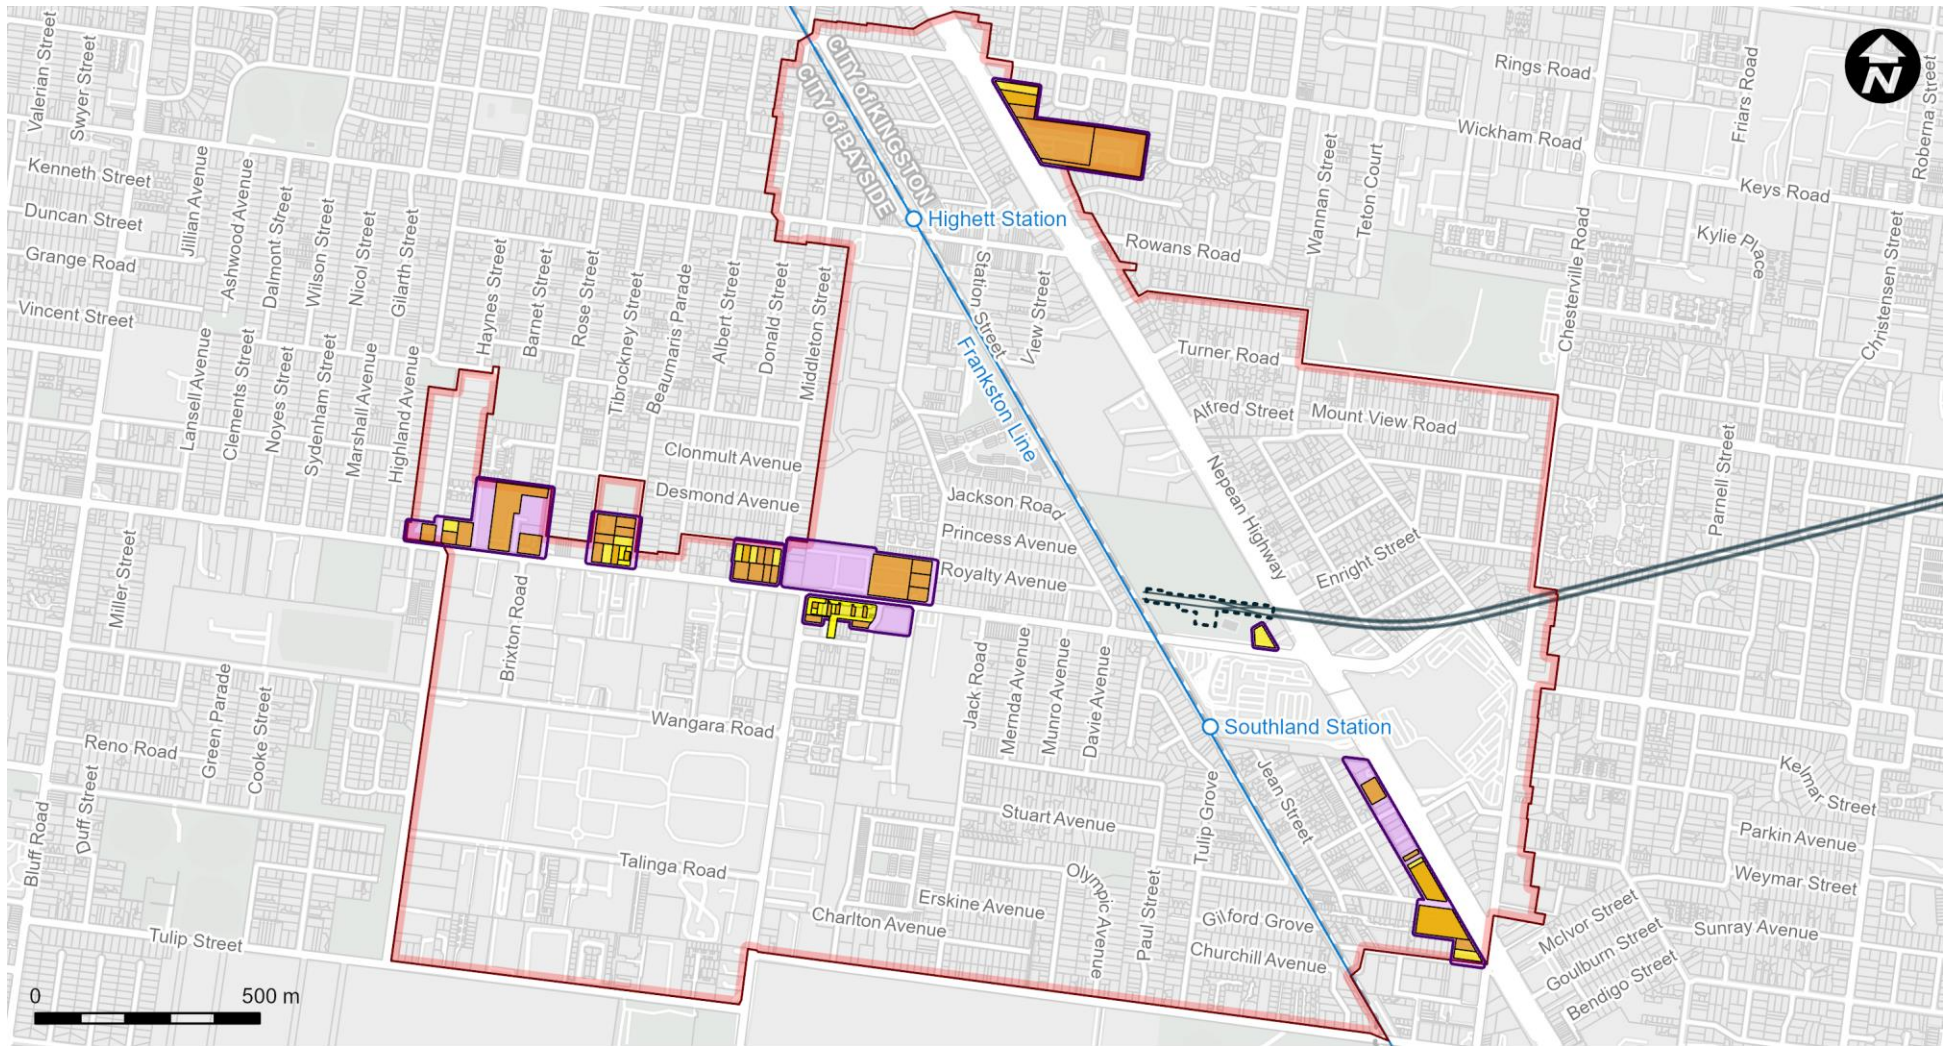 Valerian Street
Swyer Street
Rings Road
Friars Road
Roberna Street
N
CITY of KINGSTON
CITY of BAYSIDE
Wickham Road
Keys Road
Kenneth Street
Duncan Street
Grange Road
Vincent Street
Jillian Avenue
Ashwood Avenue
Dalmont Street
Wilson Street
Nicol Street
Gilarth Street
Haynes Street
Barnet Street
Rose Street
Tibrockney Street
Beaumaris Parade
Albert Street
Donald Street
Middleton Street
Highett Station
Station Street
View Street
Rowans Road
Wannan Street
Teton Court
Chesterville Road
Kylie Place
Christensen Street
Turner Road
Frankston Line
Alfred Street
Mount View Road
Lansell Avenue
Clements Street
Noyes Street
Sydenham Street
Marshall Avenue
Highland Avenue
Clonmult Avenue
Desmond Avenue
Jackson Road
Princess Avenue
Royalty Avenue
Nepean Highway
Enright Street
Parnell Street
Miller Street
Brixton Road
Green Parade
Cooke Street
Reno Road
Duff Street
Bluff Road
Wangara Road
Jack Road
Mernda Avenue
Munro Avenue
Davie Avenue
Southland Station
Jean Street
Tulip Grove
Stuart Avenue
Kelmar Street
Parkin Avenue
Weymar Street
Sunray Avenue
Talinga Road
Erskine Avenue
Charlton Avenue
Olympic Avenue
Paul Street
Gilford Grove
Churchill Avenue
McIvor Street
Goulburn Street
Bendigo Street
Tulip Street
0 500 m